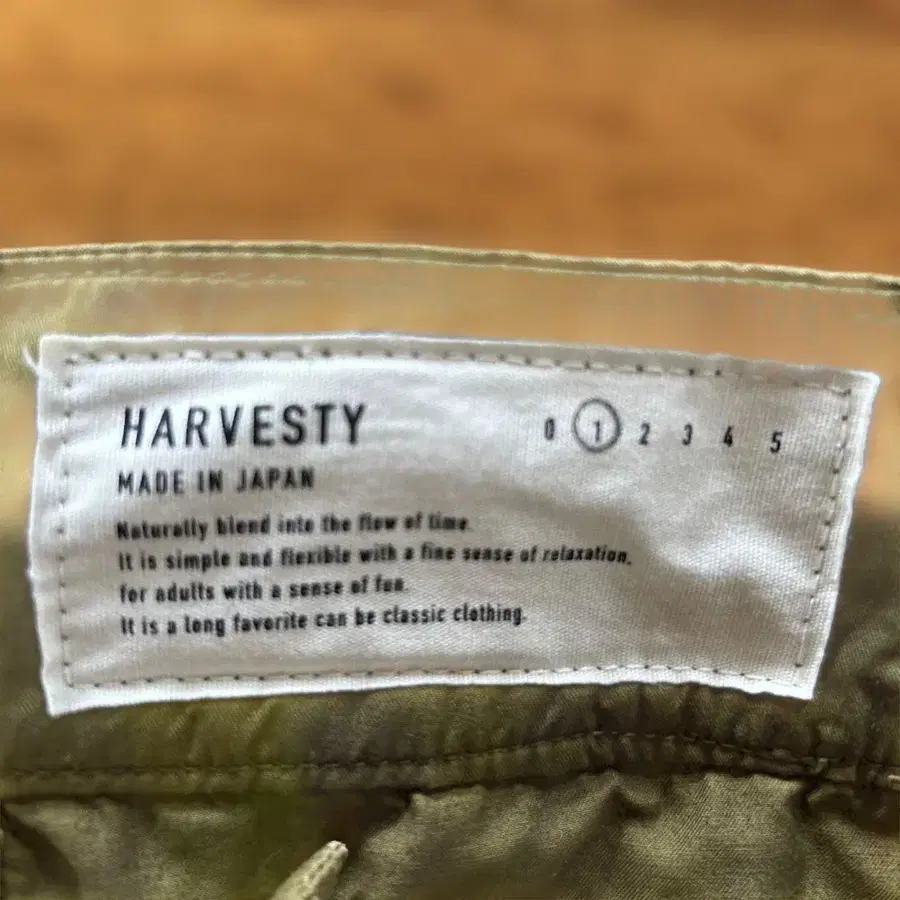 HARVESTY 0 1 2 3 4 5
MADE IN JAPAN
Naturally blend into the flow of time.
It is simple and flexible with a fine sense of relaxation.
for adults with a sense of fun.
It is a long favorite can be classic clothing.